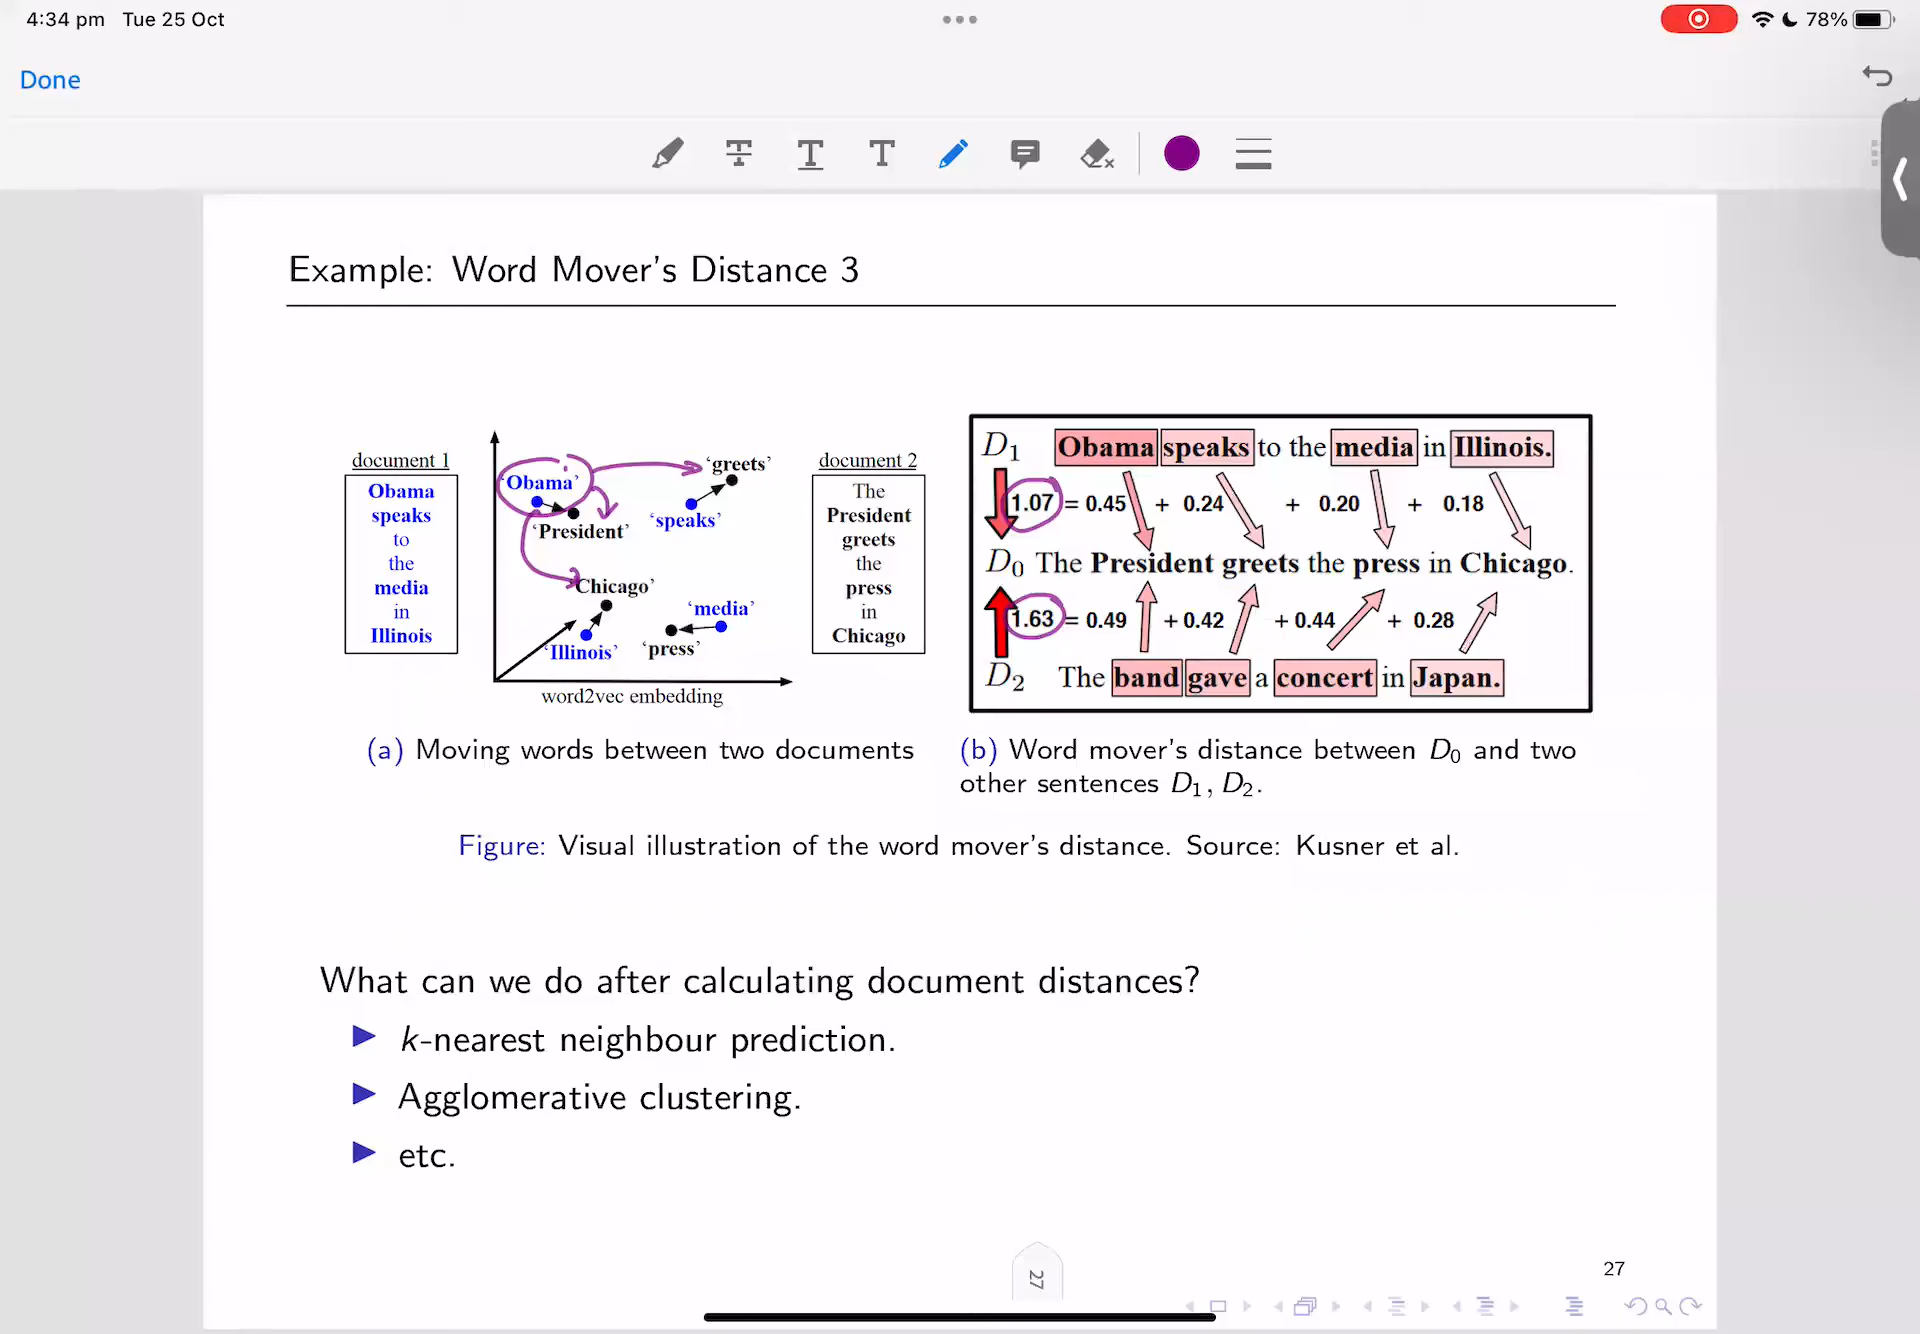 4:34 pm Tue 25 Oct
78%
Done
Example: Word Mover's Distance 3
document 1
Obama
speaks
to
the
media
in
Illinois
'Obama'
'President'
'greets'
'speaks'
'Chicago'
'Illinois'
'media'
'press'
word2vec embedding
document 2
The
President
greets
the
press
in
Chicago
D₁ Obama speaks to the media in Illinois.
1.07 = 0.45 + 0.24 + 0.20 + 0.18
D₀ The President greets the press in Chicago.
1.63 = 0.49 + 0.42 + 0.44 + 0.28
D₂ The band gave a concert in Japan.
(a) Moving words between two documents
(b) Word mover's distance between D₀ and two
other sentences D₁, D₂.
Figure: Visual illustration of the word mover's distance. Source: Kusner et al.
What can we do after calculating document distances?
▶ k-nearest neighbour prediction.
▶ Agglomerative clustering.
▶ etc.
27
27